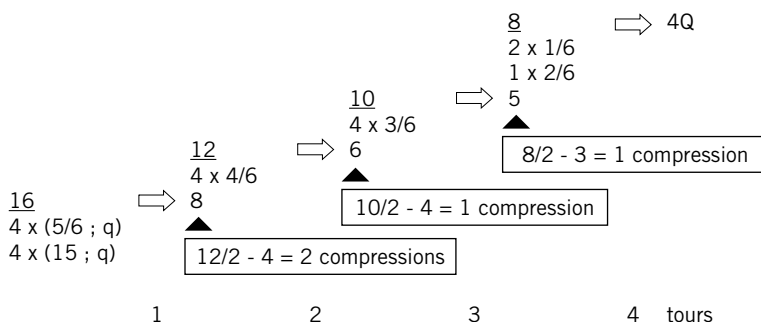 16
4 x (5/6 ; q)
4 x (15 ; q)
12
4 x 4/6
8
12/2 - 4 = 2 compressions
10
4 x 3/6
6
10/2 - 4 = 1 compression
8
2 x 1/6
1 x 2/6
5
8/2 - 3 = 1 compression
4Q
1 2 3 4 tours